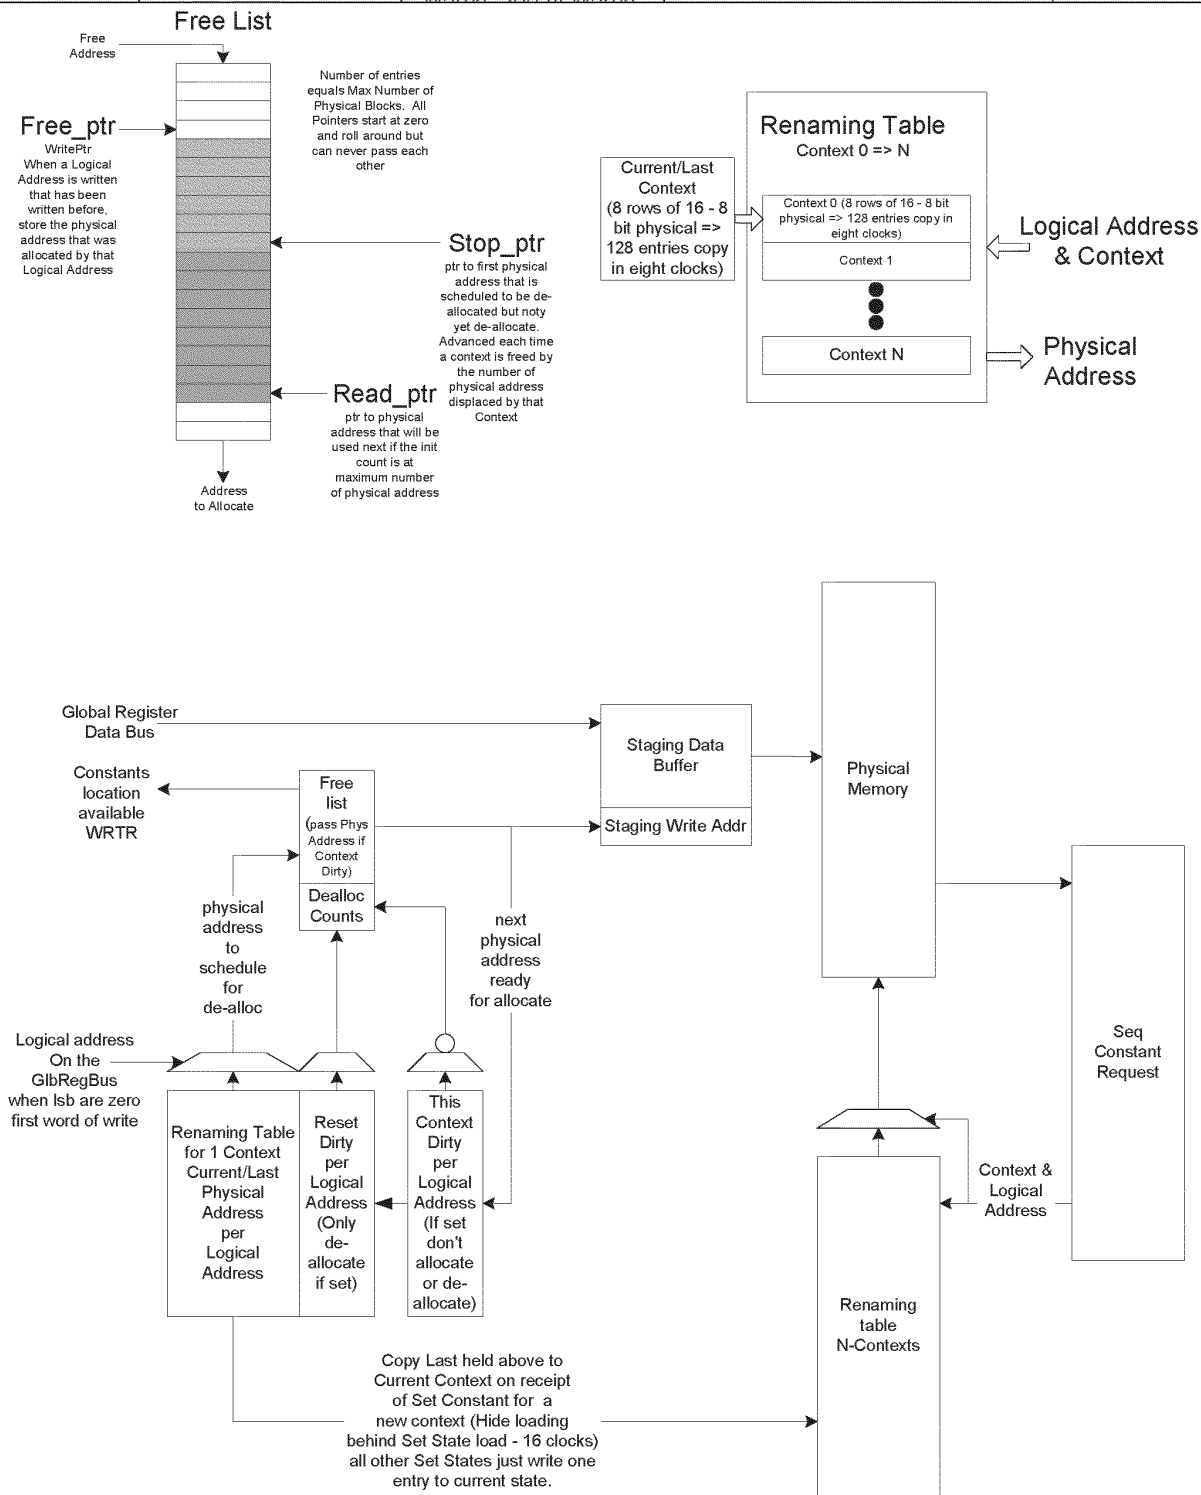 Free List
Free
Address
Number of entries
equals Max Number of
Physical Blocks. All
Pointers start at zero
and roll around but
can never pass each
other
Free_ptr
WritePtr
When a Logical
Address is written
that has been
written before,
store the physical
address that was
allocated by that
Logical Address
Stop_ptr
ptr to first physical
address that is
scheduled to be de-
allocated but noty
yet de-allocate.
Advanced each time
a context is freed by
the number of
physical address
displaced by that
Context
Read_ptr
ptr to physical
address that will be
used next if the init
count is at
maximum number
of physical address
Address
to Allocate
Renaming Table
Context 0 => N
Current/Last
Context
(8 rows of 16 - 8
bit physical =>
128 entries copy
in eight clocks)
Context 0 (8 rows of 16 - 8 bit
physical => 128 entries copy in
eight clocks)
Context 1
Context N
Logical Address
& Context
Physical
Address
Global Register
Data Bus
Constants
location
available
WRTR
Free
list
(pass Phys
Address if
Context
Dirty)
Dealloc
Counts
Staging Data
Buffer
Staging Write Addr
Physical
Memory
physical
address
to
schedule
for
de-alloc
next
physical
address
ready
for allocate
Logical address
On the
GlbRegBus
when lsb are zero
first word of write
Renaming Table
for 1 Context
Current/Last
Physical
Address
per
Logical
Address
Reset
Dirty
per
Logical
Address
(Only
de-
allocate
if set)
This
Context
Dirty
per
Logical
Address
(If set
don't
allocate
or de-
allocate)
Seq
Constant
Request
Context &
Logical
Address
Renaming
table
N-Contexts
Copy Last held above to
Current Context on receipt
of Set Constant for a
new context (Hide loading
behind Set State load - 16 clocks)
all other Set States just write one
entry to current state.